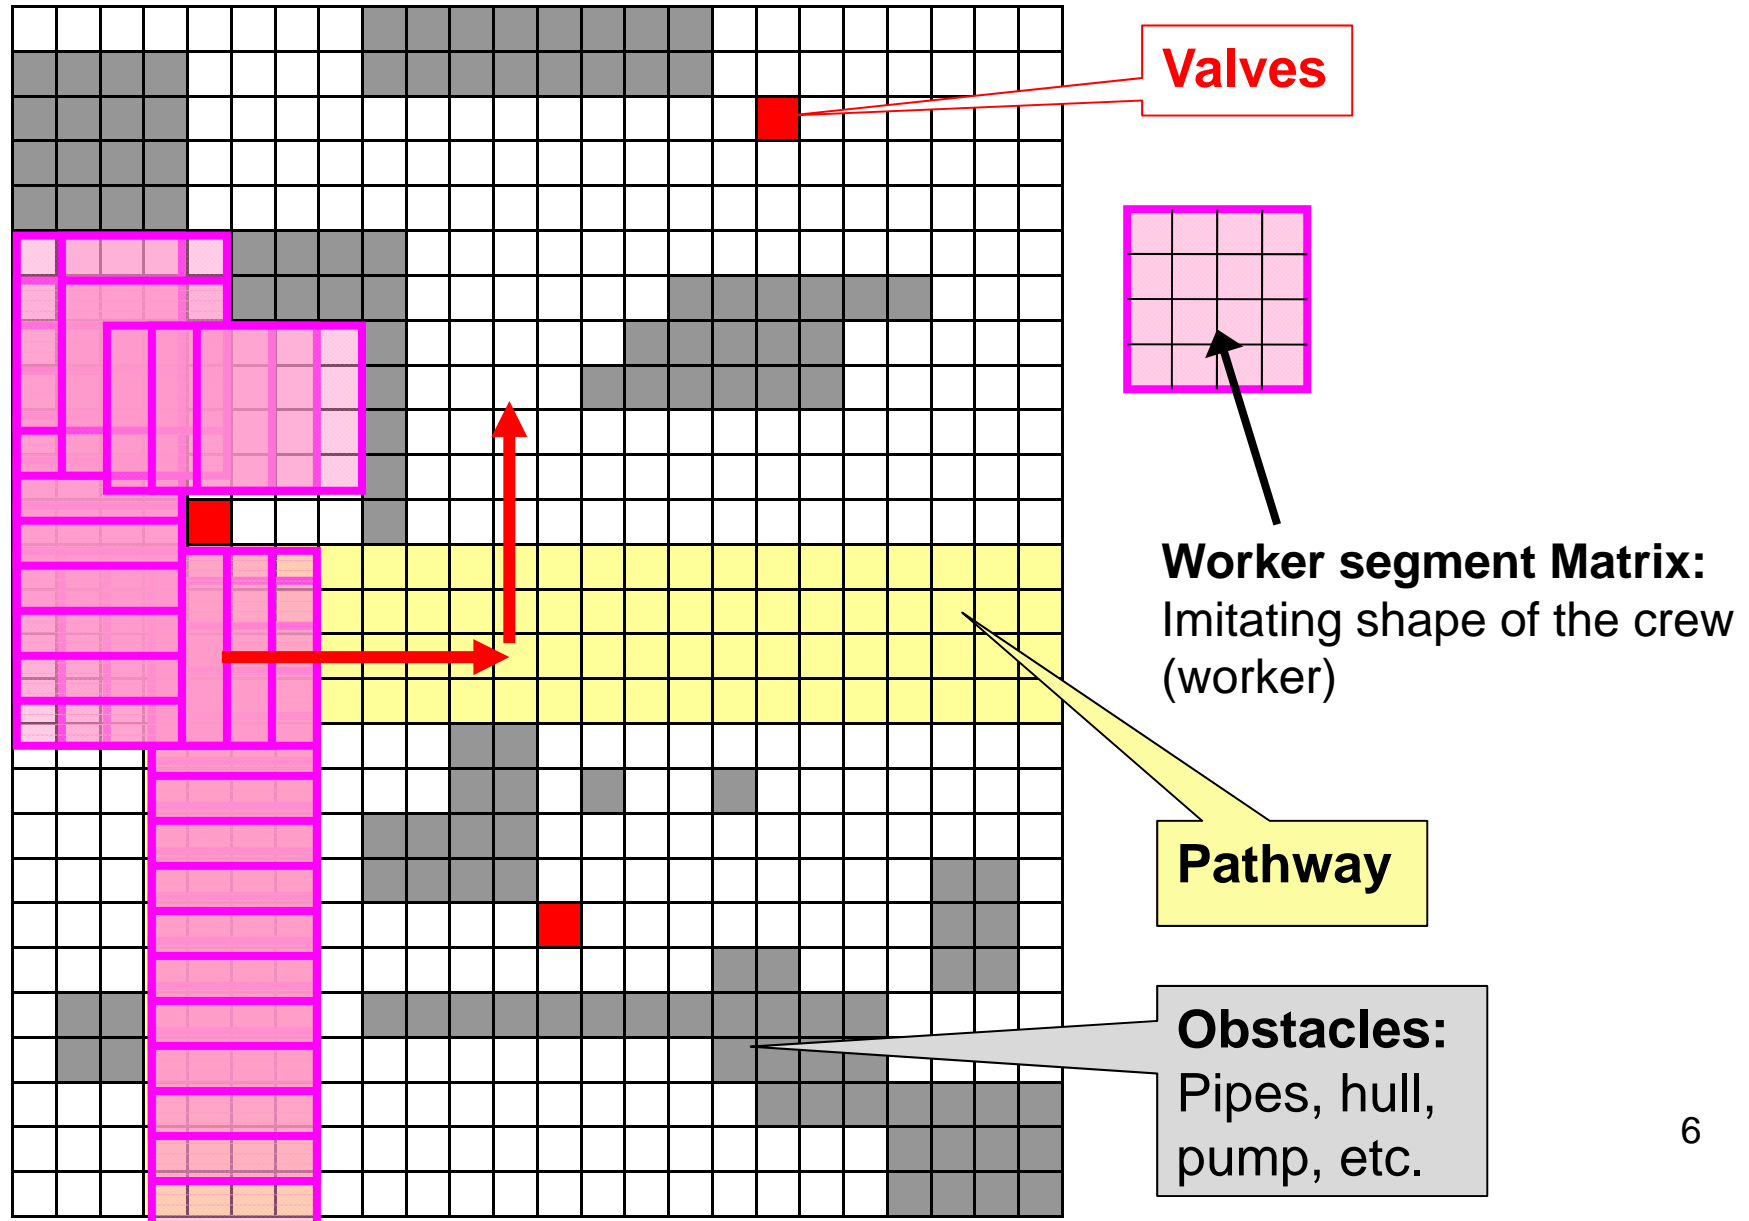 Valves
Worker segment Matrix:
Imitating shape of the crew
(worker)
Pathway
Obstacles:
Pipes, hull,
pump, etc.
6